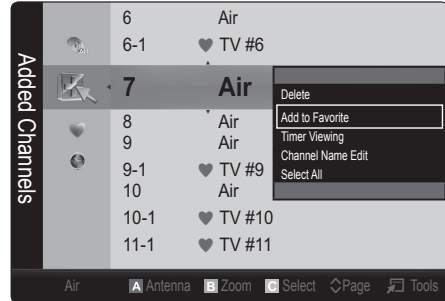 Added Channels
All
6 Air
6-1 ♥ TV #6
7 Air
8 Air
9 Air
9-1 ♥ TV #9
10 Air
10-1 ♥ TV #10
11-1 ♥ TV #11
Delete
Add to Favorite
Timer Viewing
Channel Name Edit
Select All
Air A Antenna B Zoom C Select Page Tools